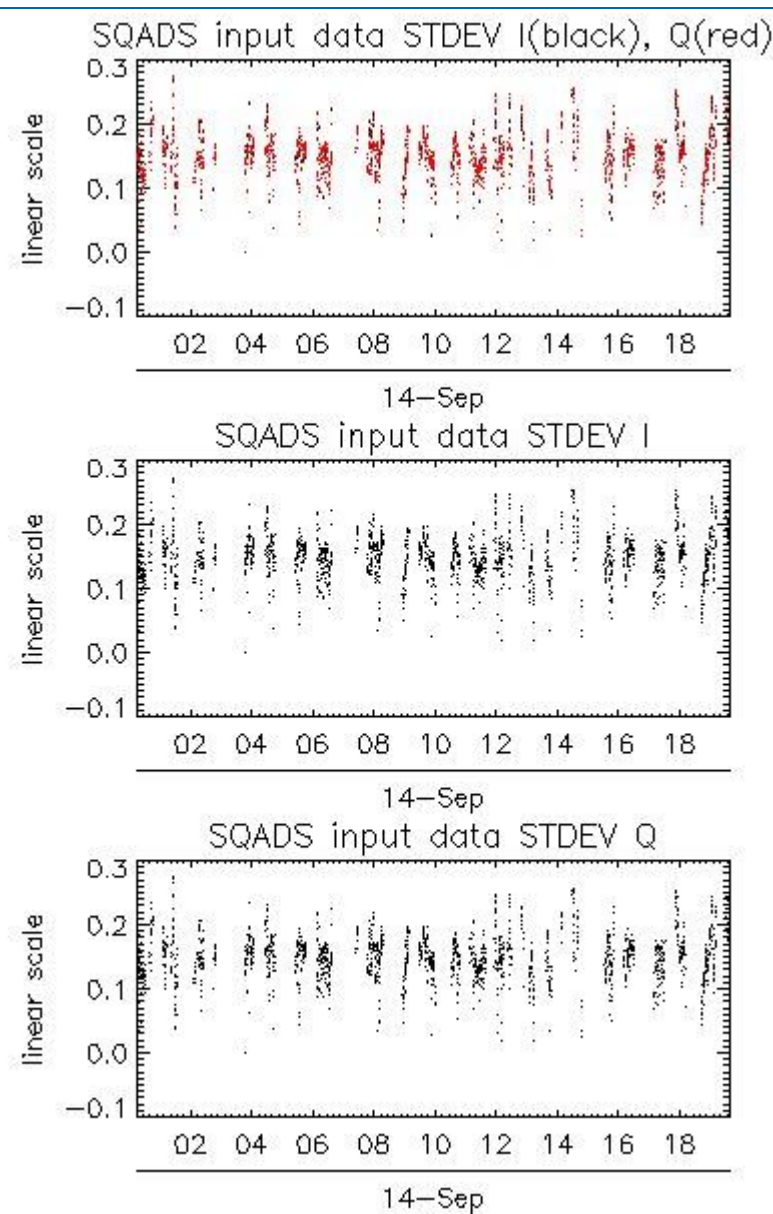 SQADS input data STDEV I(black), Q(red)
0.3
0.2
0.1
0.0
-0.1
linear scale
02 04 06 08 10 12 14 16 18
14-Sep
SQADS input data STDEV I
0.3
0.2
0.1
0.0
-0.1
linear scale
02 04 06 08 10 12 14 16 18
14-Sep
SQADS input data STDEV Q
0.3
0.2
0.1
0.0
-0.1
linear scale
02 04 06 08 10 12 14 16 18
14-Sep